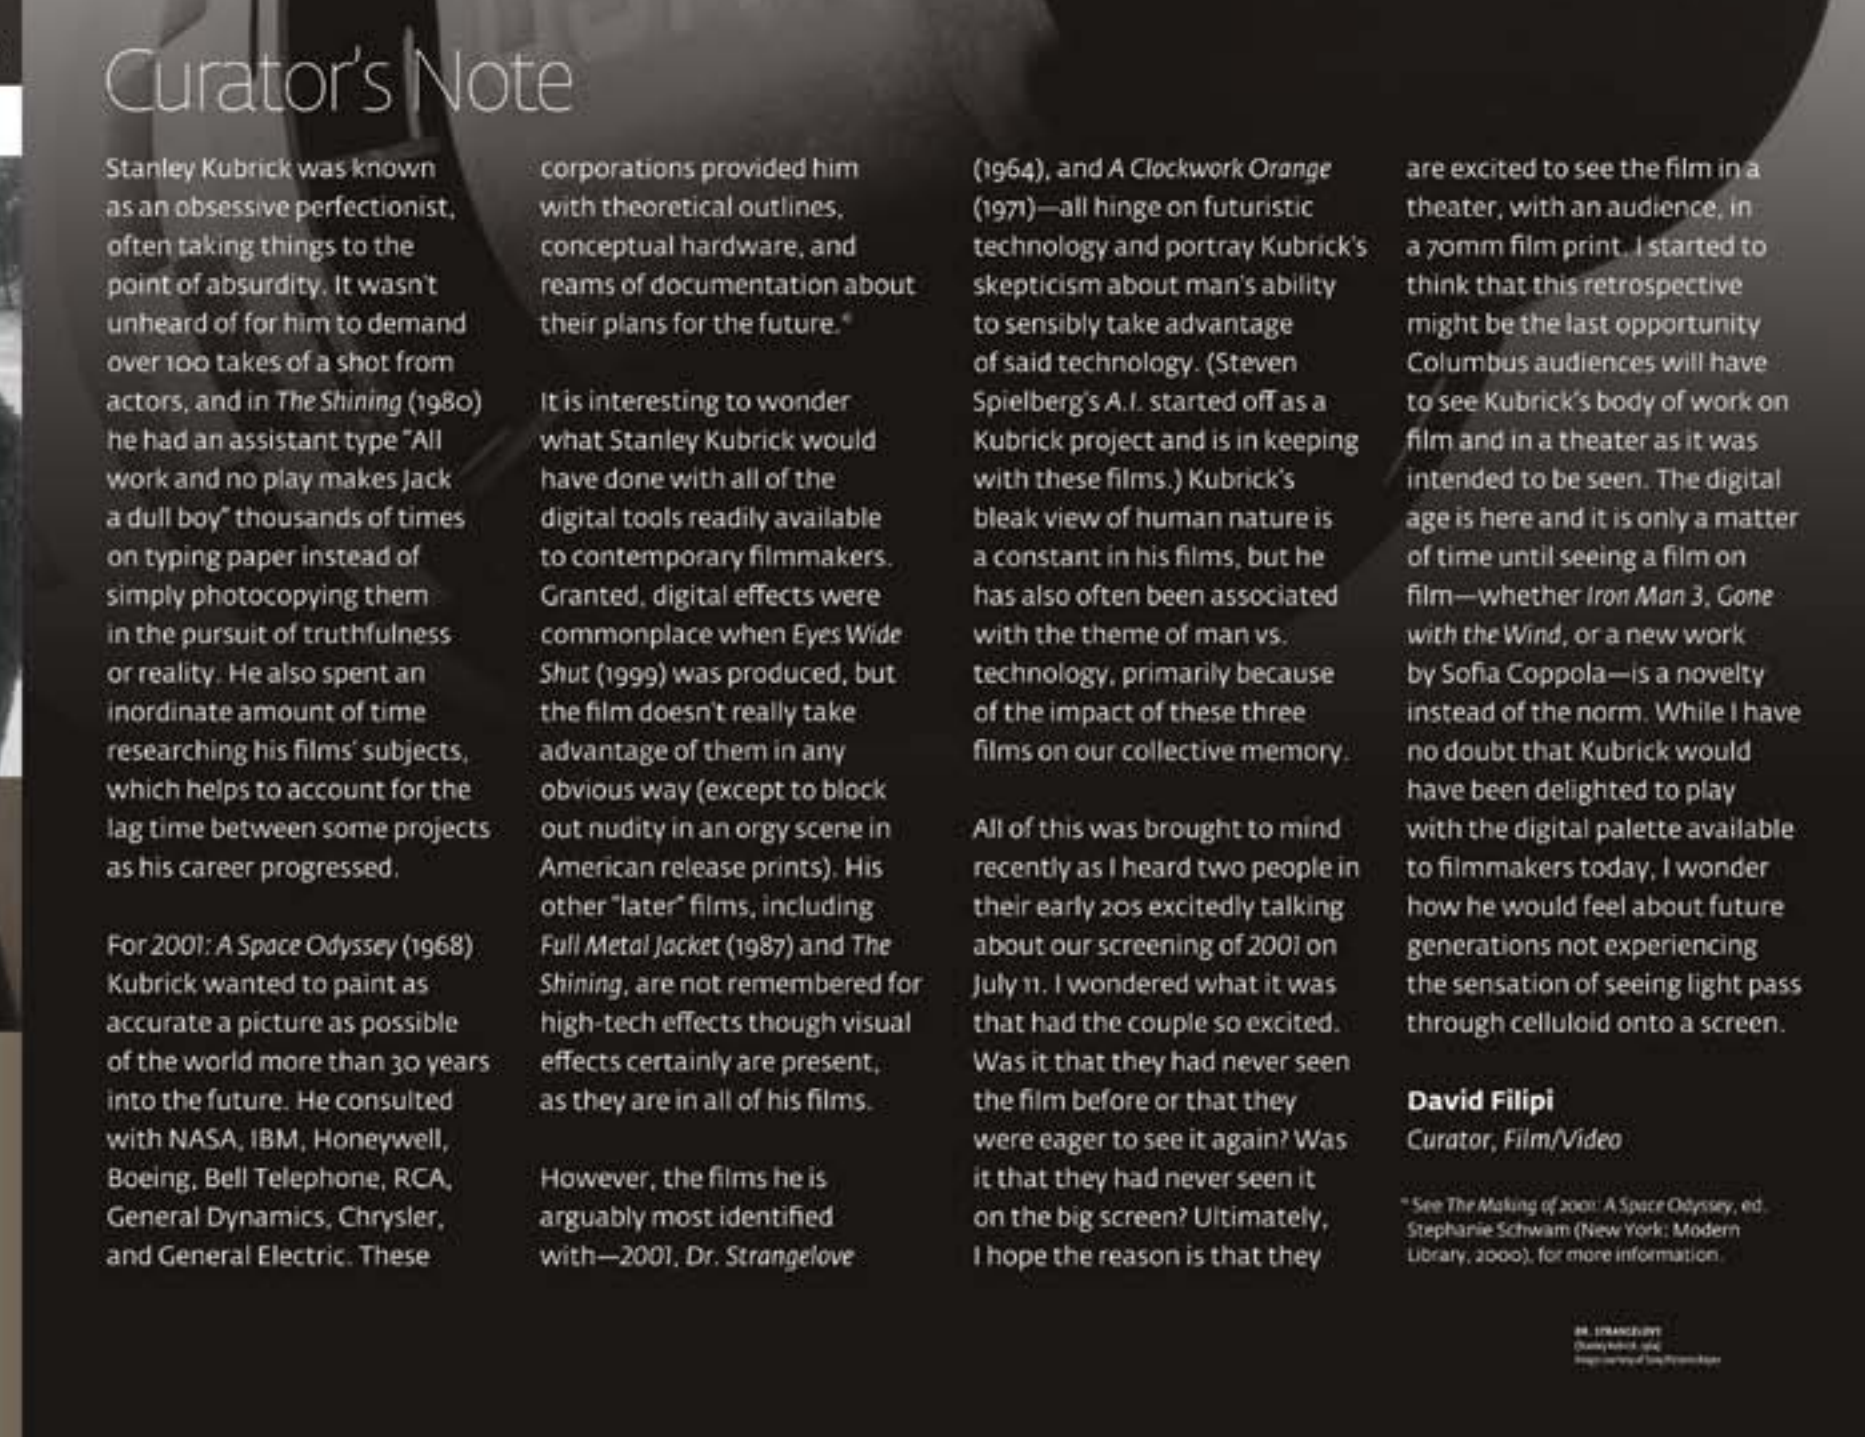 Curator's Note
Stanley Kubrick was known
as an obsessive perfectionist,
often taking things to the
point of absurdity. It wasn't
unheard of for him to demand
over 100 takes of a shot from
actors, and in The Shining (1980)
he had an assistant type "All
work and no play makes Jack
a dull boy" thousands of times
on typing paper instead of
simply photocopying them
in the pursuit of truthfulness
or reality. He also spent an
inordinate amount of time
researching his films' subjects,
which helps to account for the
lag time between some projects
as his career progressed.
For 2001: A Space Odyssey (1968)
Kubrick wanted to paint as
accurate a picture as possible
of the world more than 30 years
into the future. He consulted
with NASA, IBM, Honeywell,
Boeing, Bell Telephone, RCA,
General Dynamics, Chrysler,
and General Electric. These
corporations provided him
with theoretical outlines,
conceptual hardware, and
reams of documentation about
their plans for the future.*
It is interesting to wonder
what Stanley Kubrick would
have done with all of the
digital tools readily available
to contemporary filmmakers.
Granted, digital effects were
commonplace when Eyes Wide
Shut (1999) was produced, but
the film doesn't really take
advantage of them in any
obvious way (except to block
out nudity in an orgy scene in
American release prints). His
other "later" films, including
Full Metal Jacket (1987) and The
Shining, are not remembered for
high-tech effects though visual
effects certainly are present,
as they are in all of his films.
However, the films he is
arguably most identified
with—2001, Dr. Strangelove
(1964), and A Clockwork Orange
(1971)—all hinge on futuristic
technology and portray Kubrick's
skepticism about man's ability
to sensibly take advantage
of said technology. (Steven
Spielberg's A.I. started off as a
Kubrick project and is in keeping
with these films.) Kubrick's
bleak view of human nature is
a constant in his films, but he
has also often been associated
with the theme of man vs.
technology, primarily because
of the impact of these three
films on our collective memory.
All of this was brought to mind
recently as I heard two people in
their early 20s excitedly talking
about our screening of 2001 on
July 11. I wondered what it was
that had the couple so excited.
Was it that they had never seen
the film before or that they
were eager to see it again? Was
it that they had never seen it
on the big screen? Ultimately,
I hope the reason is that they
are excited to see the film in a
theater, with an audience, in
a 70mm film print. I started to
think that this retrospective
might be the last opportunity
Columbus audiences will have
to see Kubrick's body of work on
film and in a theater as it was
intended to be seen. The digital
age is here and it is only a matter
of time until seeing a film on
film—whether Iron Man 3, Gone
with the Wind, or a new work
by Sofia Coppola—is a novelty
instead of the norm. While I have
no doubt that Kubrick would
have been delighted to play
with the digital palette available
to filmmakers today, I wonder
how he would feel about future
generations not experiencing
the sensation of seeing light pass
through celluloid onto a screen.
David Filipi
Curator, Film/Video
* See The Making of 2001: A Space Odyssey, ed.
Stephanie Schwam (New York: Modern
Library, 2000), for more information.
DR. STRANGELOVE